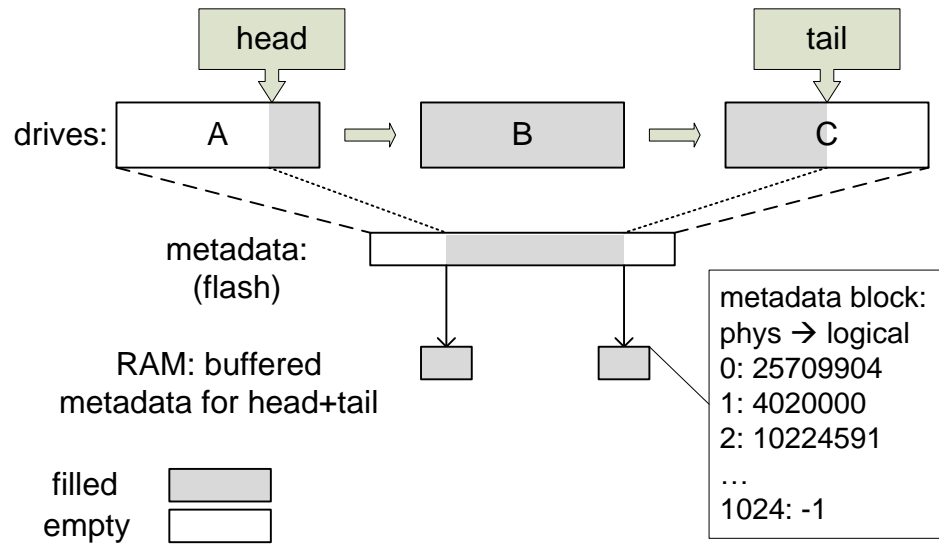 head
tail
drives:
A
B
C
metadata:
(flash)
metadata block:
phys → logical
0: 25709904
1: 4020000
2: 10224591
…
1024: -1
RAM: buffered
metadata for head+tail
filled
empty